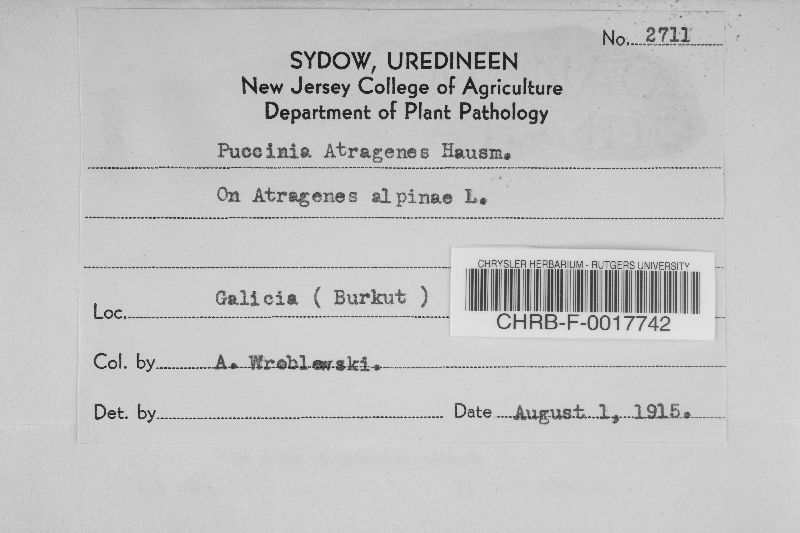 No. 2711
SYDOW, UREDINEEN
New Jersey College of Agriculture
Department of Plant Pathology
Puccinia Atragenes Hausm.
On Atragenes alpinae L.
CHRYSLER HERBARIUM - RUTGERS UNIVERSITY
CHRB-F-0017742
Loc. Galicia ( Burkut )
Col. by A. Wroblewski.
Det. by Date August 1, 1915.